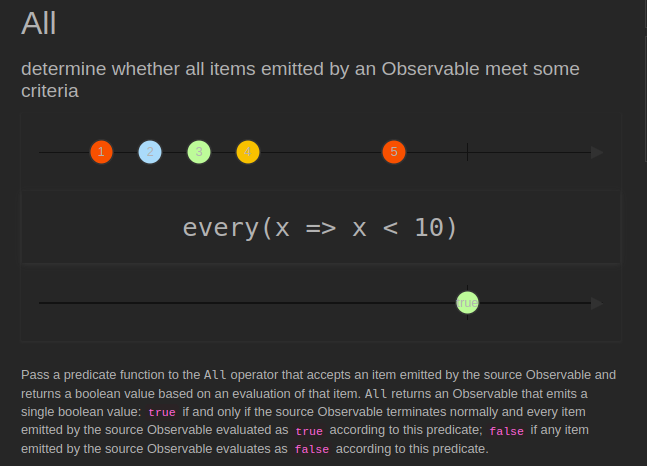 All
determine whether all items emitted by an Observable meet some
criteria
1 2 3 4 5
every(x => x < 10)
true
Pass a predicate function to the All operator that accepts an item emitted by the source Observable and
returns a boolean value based on an evaluation of that item. All returns an Observable that emits a
single boolean value: true if and only if the source Observable terminates normally and every item
emitted by the source Observable evaluated as true according to this predicate; false if any item
emitted by the source Observable evaluates as false according to this predicate.